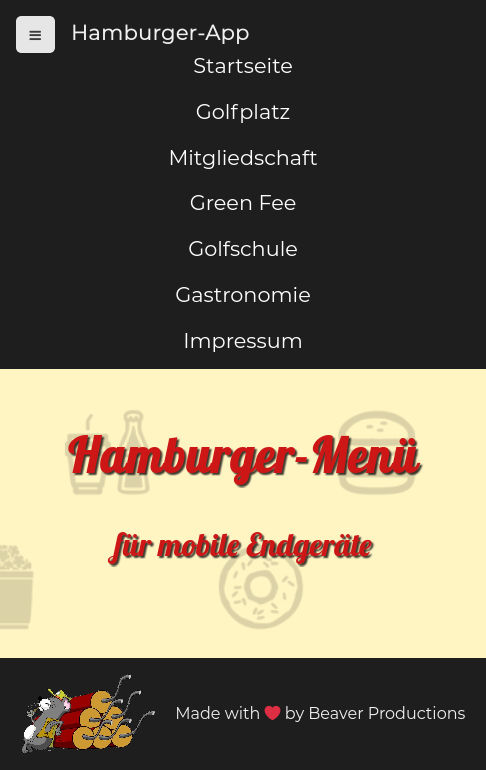 Hamburger-App
Startseite
Golfplatz
Mitgliedschaft
Green Fee
Golfschule
Gastronomie
Impressum
Hamburger-Menü
für mobile Endgeräte
Made with ❤ by Beaver Productions